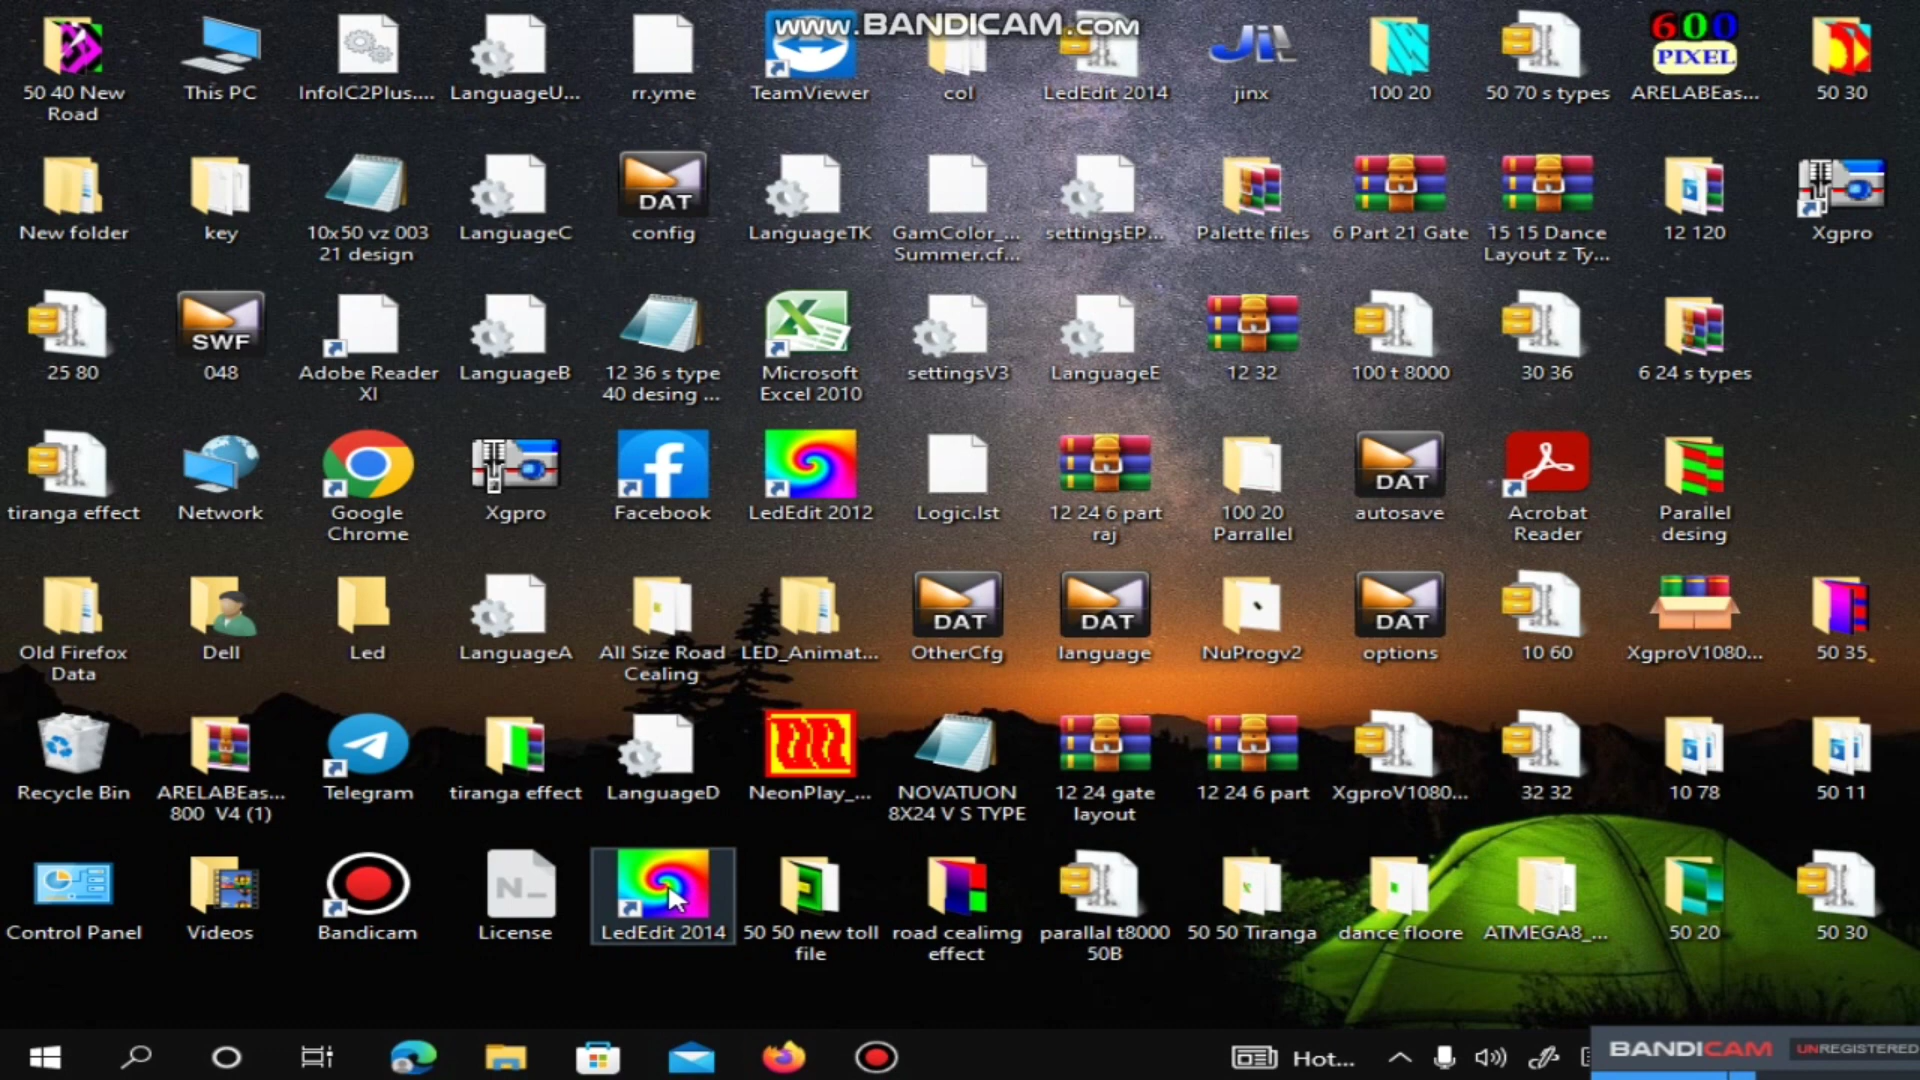 www.BANDICAM.com
50 40 New
Road
This PC
InfoIC2Plus....
LanguageU...
rr.yme
TeamViewer
col
LedEdit 2014
jinx
100 20
50 70 s types
600
PIXEL
ARELABEas...
50 30
New folder
key
10x50 vz 003
21 design
LanguageC
DAT
config
LanguageTK
GamColor_...
Summer.cf...
settingsEP...
Palette files
6 Part 21 Gate
15 15 Dance
Layout z Ty...
12 120
Xgpro
25 80
SWF
048
Adobe Reader
XI
LanguageB
12 36 s type
40 desing ...
Microsoft
Excel 2010
settingsV3
LanguageE
12 32
100 t 8000
30 36
6 24 s types
tiranga effect
Network
Google
Chrome
Xgpro
Facebook
LedEdit 2012
Logic.lst
12 24 6 part
raj
100 20
Parrallel
DAT
autosave
Acrobat
Reader
Parallel
desing
Old Firefox
Data
Dell
Led
LanguageA
All Size Road
Cealing
LED_Animat...
DAT
OtherCfg
DAT
language
NuProgv2
DAT
options
10 60
XgproV1080...
50 35
Recycle Bin
ARELABEas...
800 V4 (1)
Telegram
tiranga effect
LanguageD
NeonPlay_...
NOVATUON
8X24 V S TYPE
12 24 gate
layout
12 24 6 part
XgproV1080...
32 32
10 78
50 11
Control Panel
Videos
Bandicam
N_
License
LedEdit 2014
50 50 new toll
file
road cealimg
effect
parallal t8000
50B
50 50 Tiranga
dance floore
ATMEGA8_...
50 20
50 30
Hot...
BANDICAM
UNREGISTERED